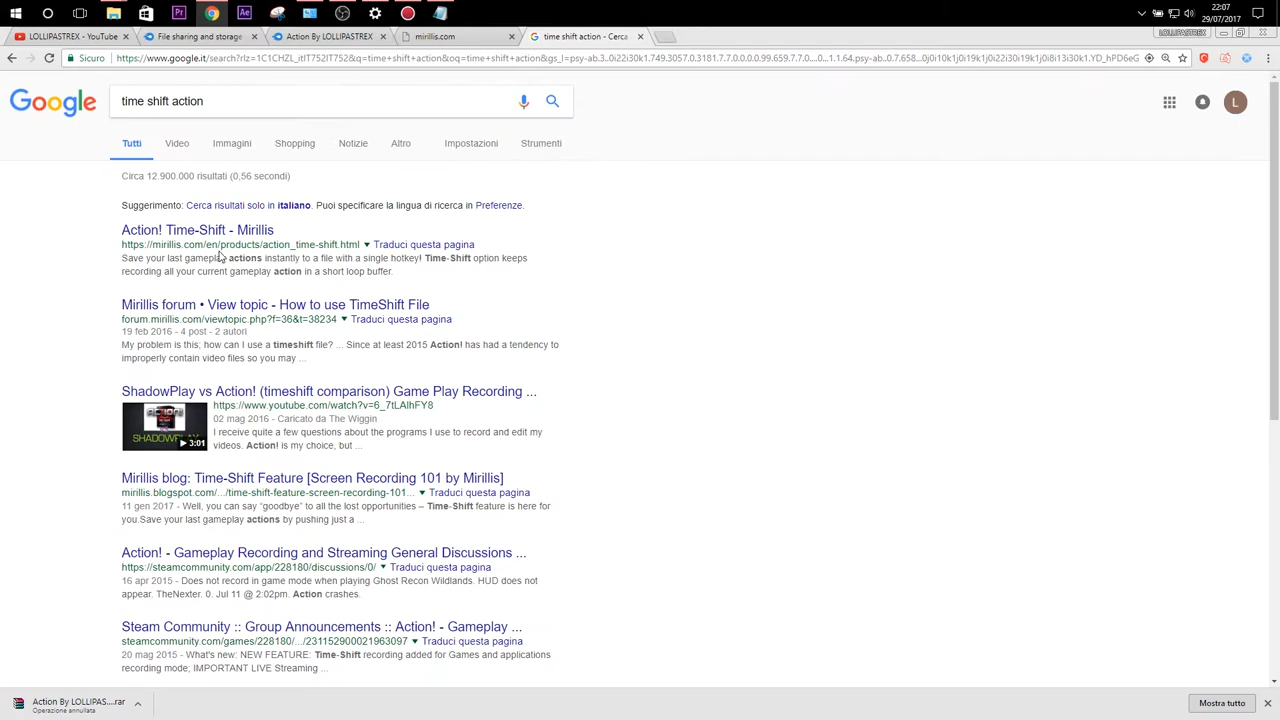 22:07
29/07/2017
LOLLIPASTREX - YouTube
File sharing and storage
Action By LOLLIPASTREX
mirillis.com
time shift action - Cerca
LOLLIPASTREX
Sicuro
Google
time shift action
L
Tutti
Video
Immagini
Shopping
Notizie
Altro
Impostazioni
Strumenti
Circa 12.900.000 risultati (0,56 secondi)
Suggerimento: Cerca risultati solo in italiano. Puoi specificare la lingua di ricerca in Preferenze.
Action! Time-Shift - Mirillis
https://mirillis.com/en/products/action_time-shift.html Traduci questa pagina
Save your last gameplay actions instantly to a file with a single hotkey! Time-Shift option keeps
recording all your current gameplay action in a short loop buffer.
Mirillis forum • View topic - How to use TimeShift File
forum.mirillis.com/viewtopic.php?f=36&t=38234 Traduci questa pagina
19 feb 2016 - 4 post - 2 autori
My problem is this; how can I use a timeshift file? ... Since at least 2015 Action! has had a tendency to
improperly contain video files so you may ...
ShadowPlay vs Action! (timeshift comparison) Game Play Recording ...
https://www.youtube.com/watch?v=6_7tLAlhFY8
02 mag 2016 - Caricato da The Wiggin
I receive quite a few questions about the programs I use to record and edit my
videos. Action! is my choice, but ...
ACTION!
SHADOWPLAY
3:01
Mirillis blog: Time-Shift Feature [Screen Recording 101 by Mirillis]
mirillis.blogspot.com/.../time-shift-feature-screen-recording-101... Traduci questa pagina
11 gen 2017 - Well, you can say “goodbye” to all the lost opportunities – Time-Shift feature is here for
you.Save your last gameplay actions by pushing just a ...
Action! - Gameplay Recording and Streaming General Discussions ...
https://steamcommunity.com/app/228180/discussions/0/ Traduci questa pagina
16 apr 2015 - Does not record in game mode when playing Ghost Recon Wildlands. HUD does not
appear. TheNexter. 0. Jul 11 @ 2:02pm. Action crashes.
Steam Community :: Group Announcements :: Action! - Gameplay ...
steamcommunity.com/games/228180/.../231152900021963097 Traduci questa pagina
20 mag 2015 - What's new: NEW FEATURE: Time-Shift recording added for Games and applications
recording mode; IMPORTANT LIVE Streaming ...
Action By LOLLIPAS....rar
Operazione annullata
Mostra tutto